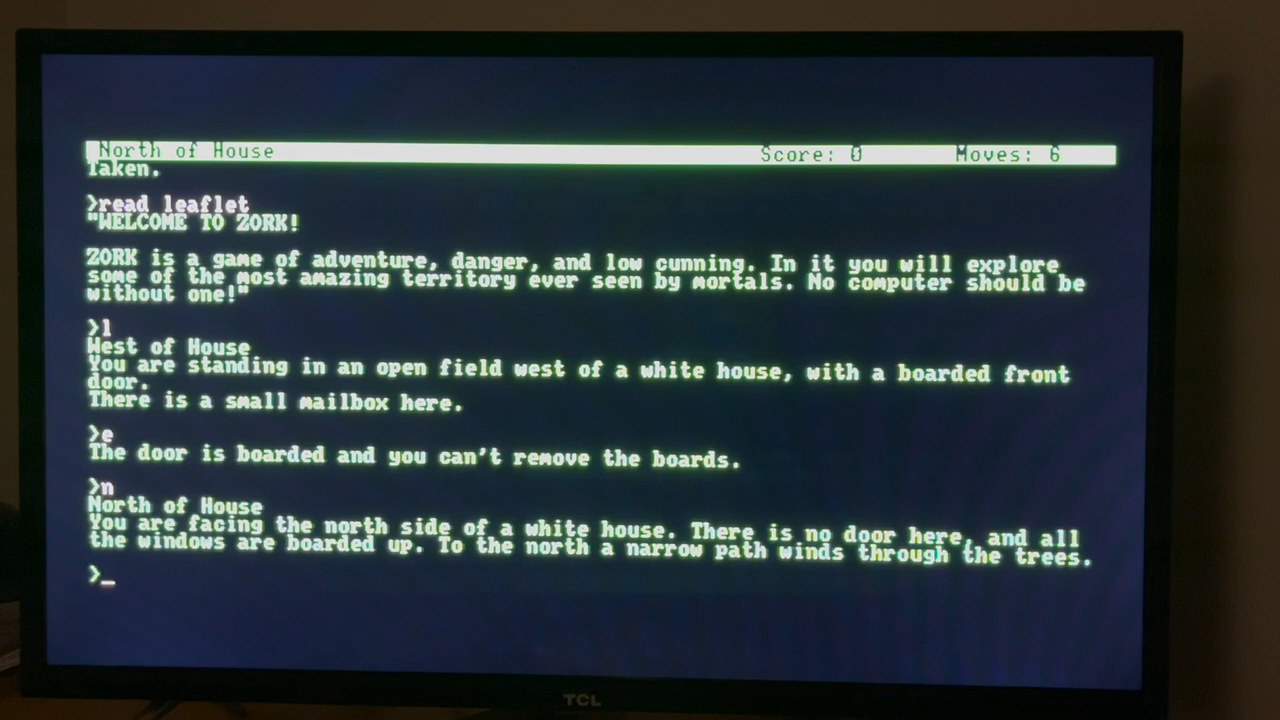 North of House Score: 0 Moves: 6
Taken.
>read leaflet
"WELCOME TO ZORK!
ZORK is a game of adventure, danger, and low cunning. In it you will explore
some of the most amazing territory ever seen by mortals. No computer should be
without one!"
>l
West of House
You are standing in an open field west of a white house, with a boarded front
door.
There is a small mailbox here.
>e
The door is boarded and you can't remove the boards.
>n
North of House
You are facing the north side of a white house. There is no door here, and all
the windows are boarded up. To the north a narrow path winds through the trees.
>_
TCL